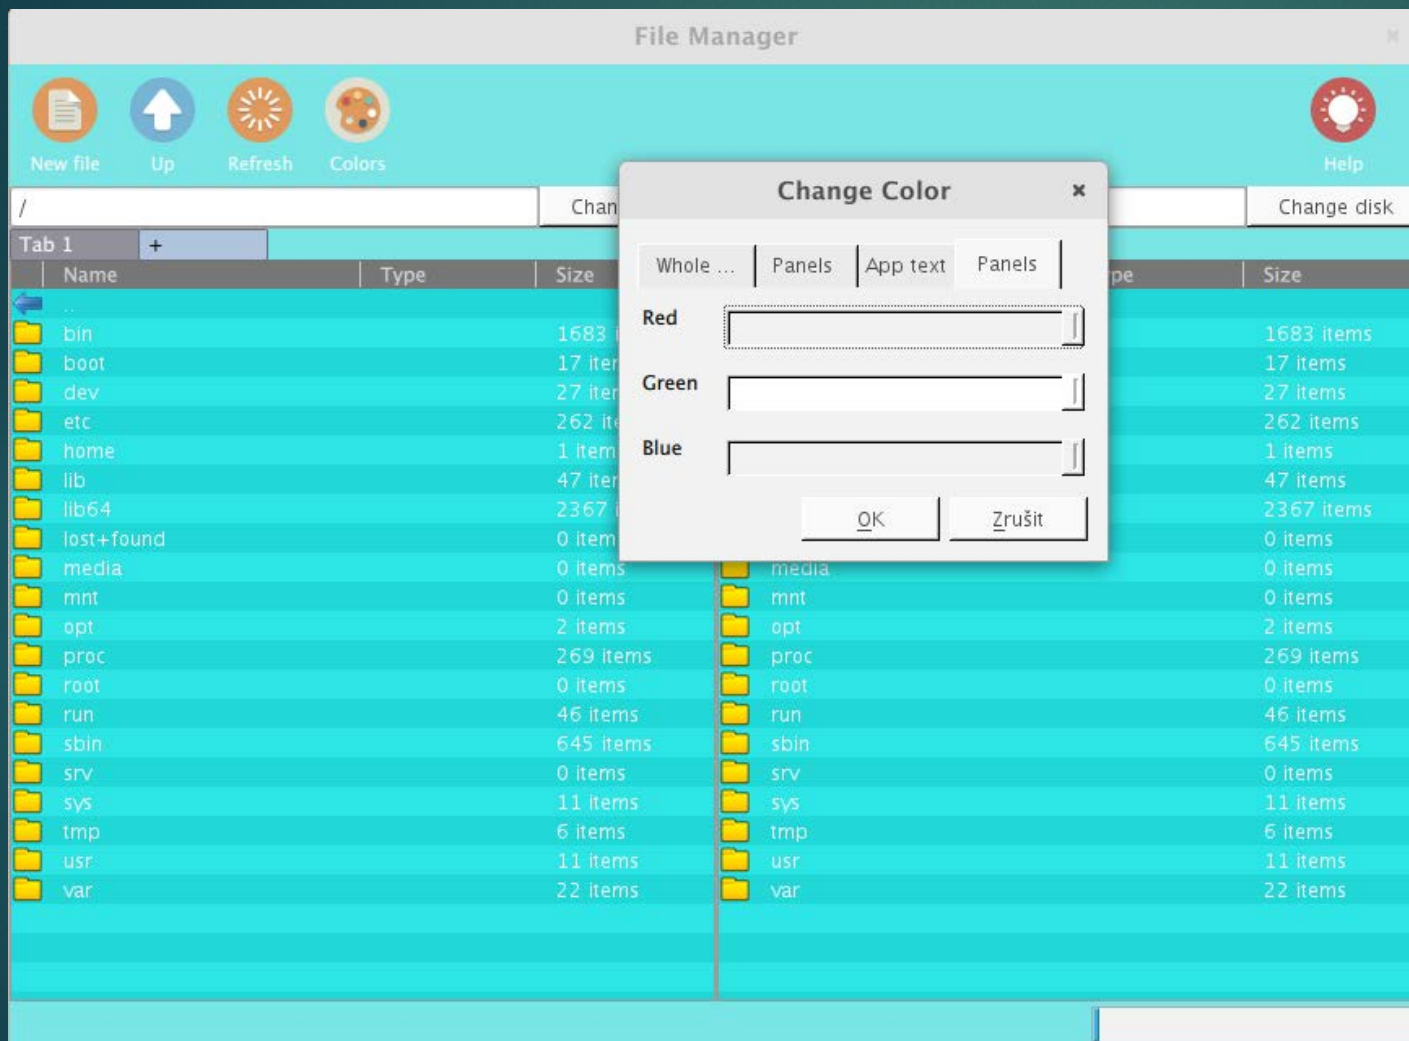 File Manager
New file Up Refresh Colors Help
/ Chan Change disk
Tab 1 +
Name Type Size Size
..
bin 1683 1683 items
boot 17 17 items
dev 27 27 items
etc 262 262 items
home 1 item 1 items
lib 47 47 items
lib64 2367 2367 items
lost+found 0 item 0 items
media 0 items media 0 items
mnt 0 items mnt 0 items
opt 2 items opt 2 items
proc 269 items proc 269 items
root 0 items root 0 items
run 46 items run 46 items
sbin 645 items sbin 645 items
srv 0 items srv 0 items
sys 11 items sys 11 items
tmp 6 items tmp 6 items
usr 11 items usr 11 items
var 22 items var 22 items
Change Color
Whole ... Panels App text Panels
Red
Green
Blue
OK Zrušit